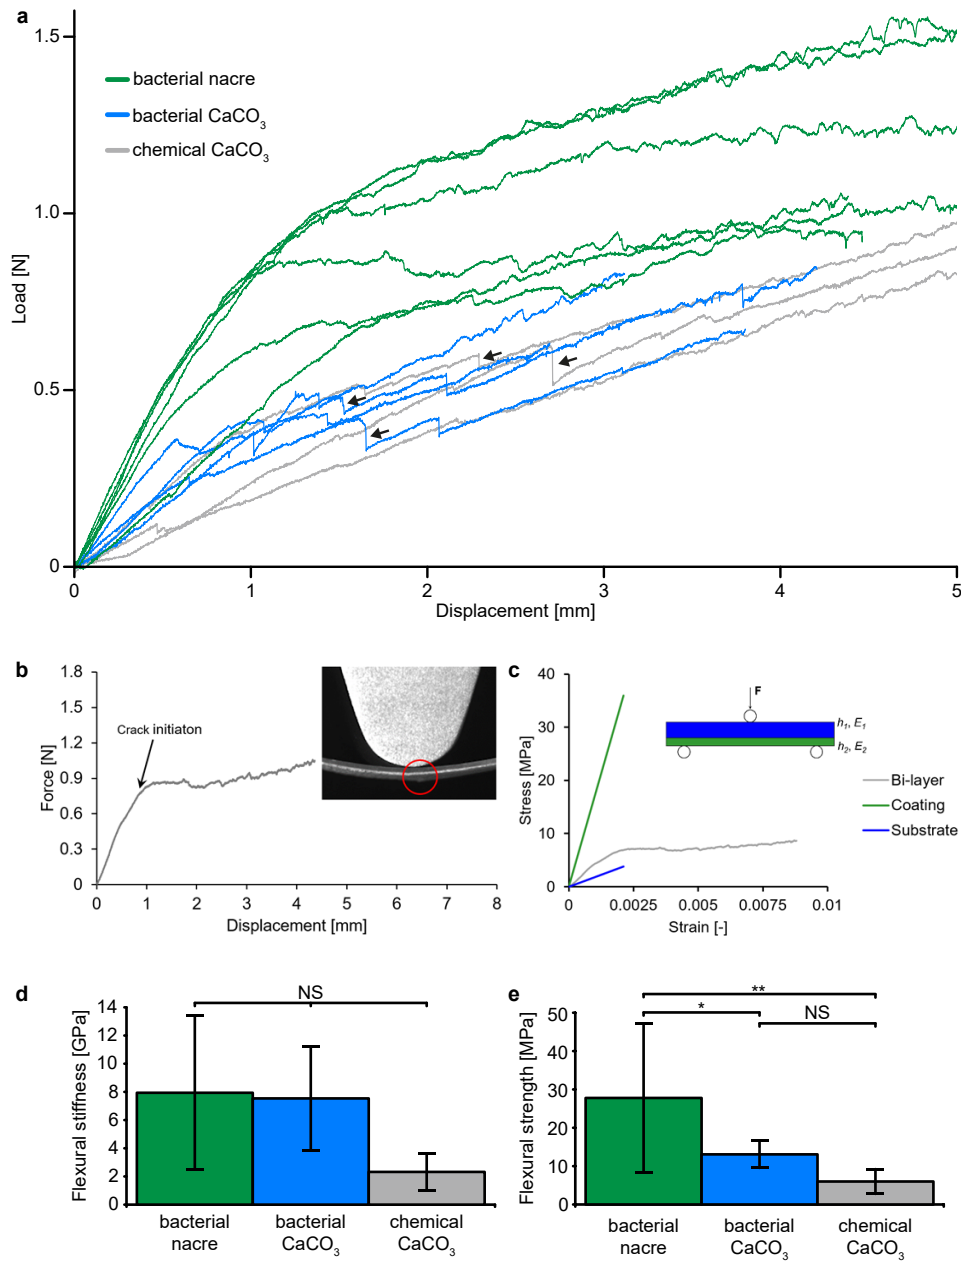 a
1.5
1.0
0.5
0
Load [N]
bacterial nacre
bacterial CaCO3
chemical CaCO3
0 1 2 3 4 5
Displacement [mm]
b
1.8
1.5
1.2
0.9
0.6
0.3
0
Force [N]
Crack initiaton
0 1 2 3 4 5 6 7 8
Displacement [mm]
c
40
30
20
10
0
Stress [MPa]
F
h1, E1
h2, E2
Bi-layer
Coating
Substrate
0 0.0025 0.005 0.0075 0.01
Strain [-]
d
NS
14
12
10
8
6
4
2
0
Flexural stiffness [GPa]
bacterial nacre
bacterial CaCO3
chemical CaCO3
e
**
*
NS
50
40
30
20
10
0
Flexural strength [MPa]
bacterial nacre
bacterial CaCO3
chemical CaCO3